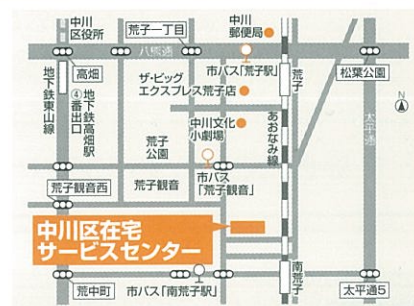 中川
区役所
荒子一丁目
中川
郵便局
八熊通
高畑
市バス「荒子駅」
松葉公園
ザ・ビッグ
エクスプレス荒子店
荒子
地下鉄東山線
地下鉄高畑駅
④番出口
中川文化
小劇場
荒子
公園
あおなみ線
太平通
N
荒子観音西
荒子観音
市バス
「荒子観音」
中川区在宅
サービスセンター
荒中町
市バス「南荒子駅」
南荒子
太平通5